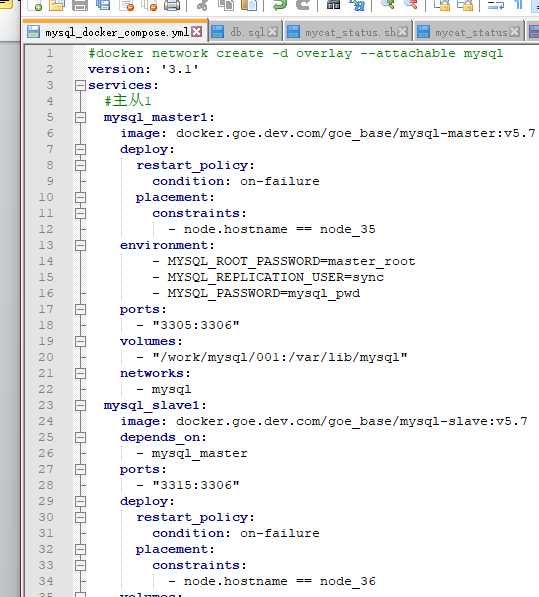 mysql_docker_compose.yml db.sql mycat_status.sh mycat_status
1 #docker network create -d overlay --attachable mysql
2 version: '3.1'
3 services:
4 #主从1
5 mysql_master1:
6 image: docker.goe.dev.com/goe_base/mysql-master:v5.7
7 deploy:
8 restart_policy:
9 condition: on-failure
10 placement:
11 constraints:
12 - node.hostname == node_35
13 environment:
14 - MYSQL_ROOT_PASSWORD=master_root
15 - MYSQL_REPLICATION_USER=sync
16 - MYSQL_PASSWORD=mysql_pwd
17 ports:
18 - "3305:3306"
19 volumes:
20 - "/work/mysql/001:/var/lib/mysql"
21 networks:
22 - mysql
23 mysql_slave1:
24 image: docker.goe.dev.com/goe_base/mysql-slave:v5.7
25 depends_on:
26 - mysql_master
27 ports:
28 - "3315:3306"
29 deploy:
30 restart_policy:
31 condition: on-failure
32 placement:
33 constraints:
34 - node.hostname == node_36
35 volumes: